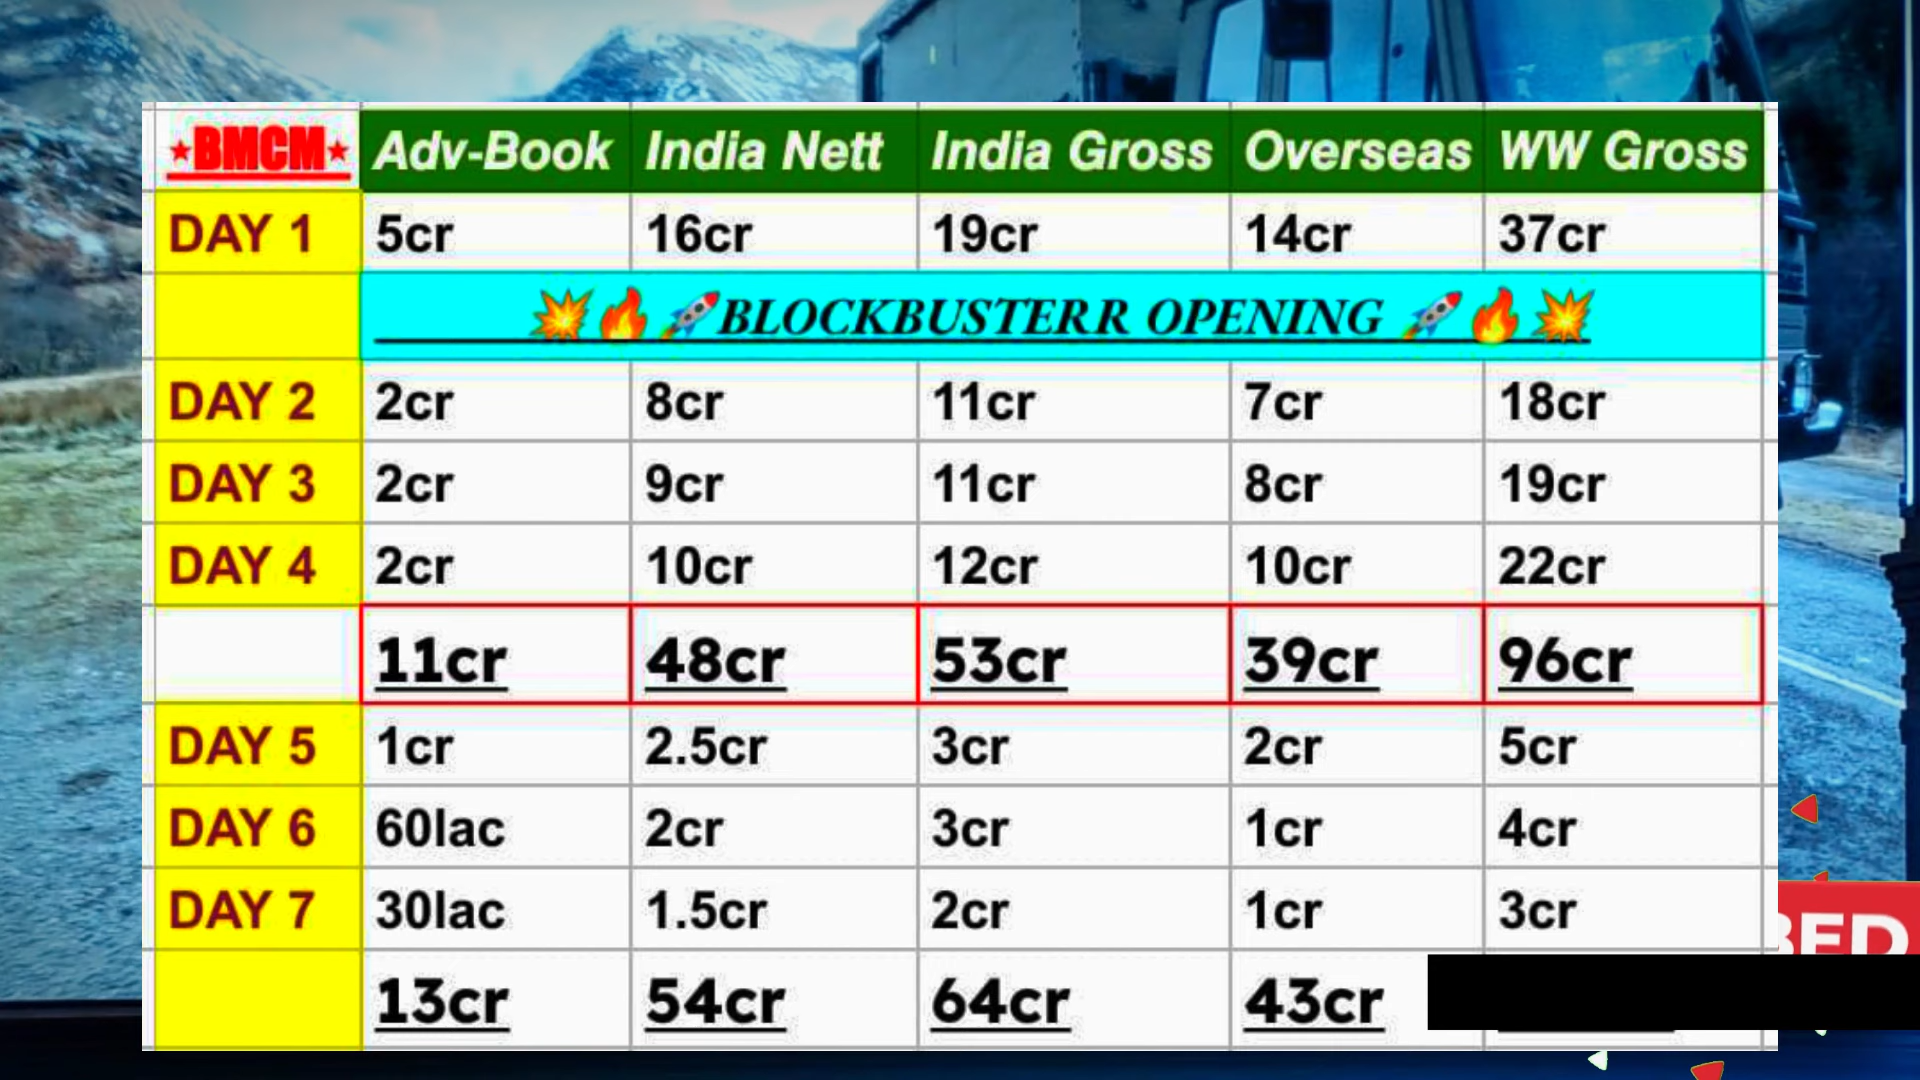 ★BMCM★ Adv-Book India Nett India Gross Overseas WW Gross
DAY 1 5cr 16cr 19cr 14cr 37cr
💥🔥🚀BLOCKBUSTERR OPENING 🚀🔥💥
DAY 2 2cr 8cr 11cr 7cr 18cr
DAY 3 2cr 9cr 11cr 8cr 19cr
DAY 4 2cr 10cr 12cr 10cr 22cr
11cr 48cr 53cr 39cr 96cr
DAY 5 1cr 2.5cr 3cr 2cr 5cr
DAY 6 60lac 2cr 3cr 1cr 4cr
DAY 7 30lac 1.5cr 2cr 1cr 3cr
13cr 54cr 64cr 43cr